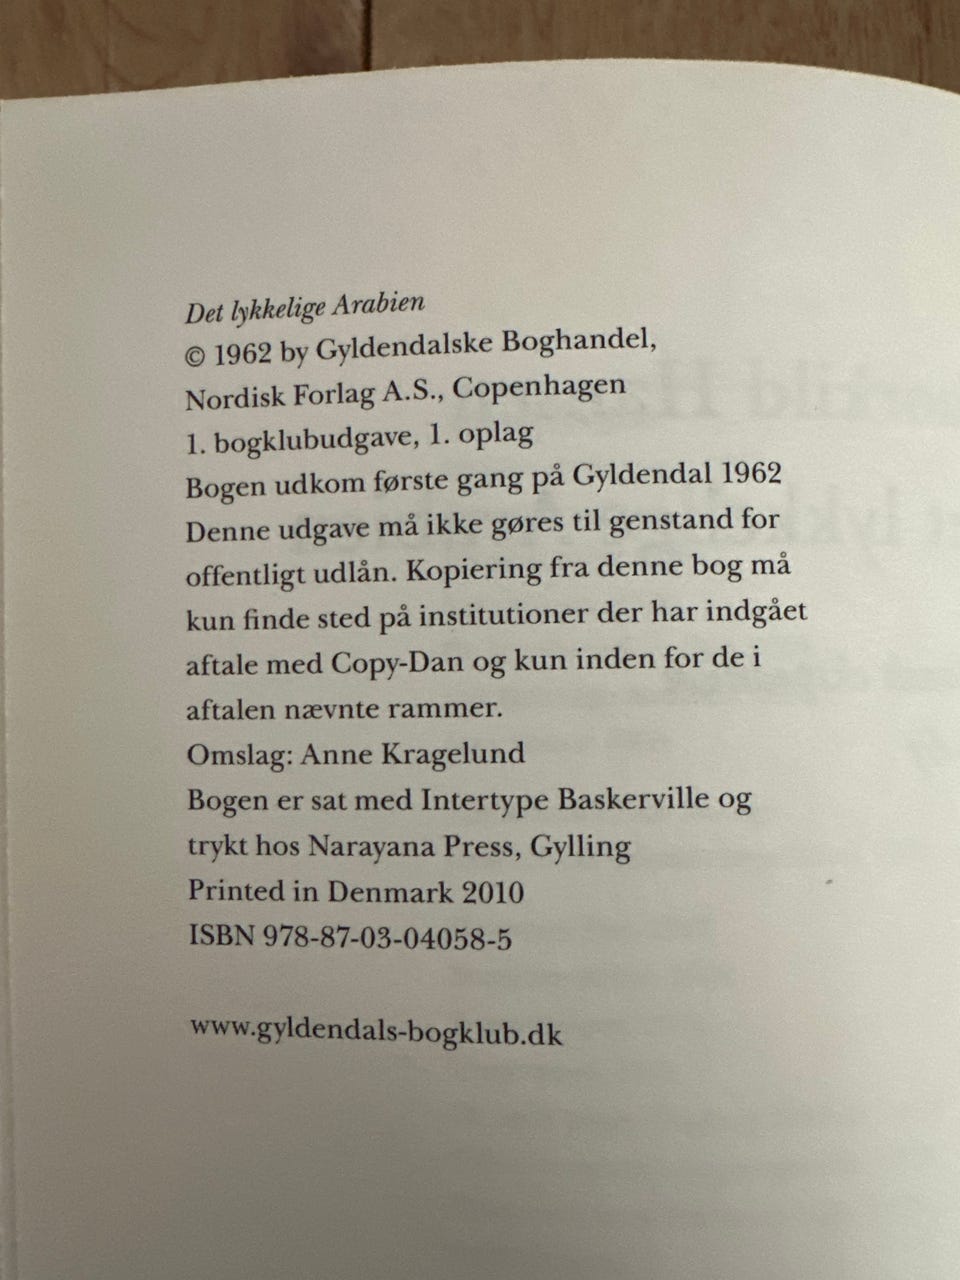 Det lykkelige Arabien
© 1962 by Gyldendalske Boghandel,
Nordisk Forlag A.S., Copenhagen
1. bogklubudgave, 1. oplag
Bogen udkom første gang på Gyldendal 1962
Denne udgave må ikke gøres til genstand for
offentligt udlån. Kopiering fra denne bog må
kun finde sted på institutioner der har indgået
aftale med Copy-Dan og kun inden for de i
aftalen nævnte rammer.
Omslag: Anne Kragelund
Bogen er sat med Intertype Baskerville og
trykt hos Narayana Press, Gylling
Printed in Denmark 2010
ISBN 978-87-03-04058-5
www.gyldendals-bogklub.dk